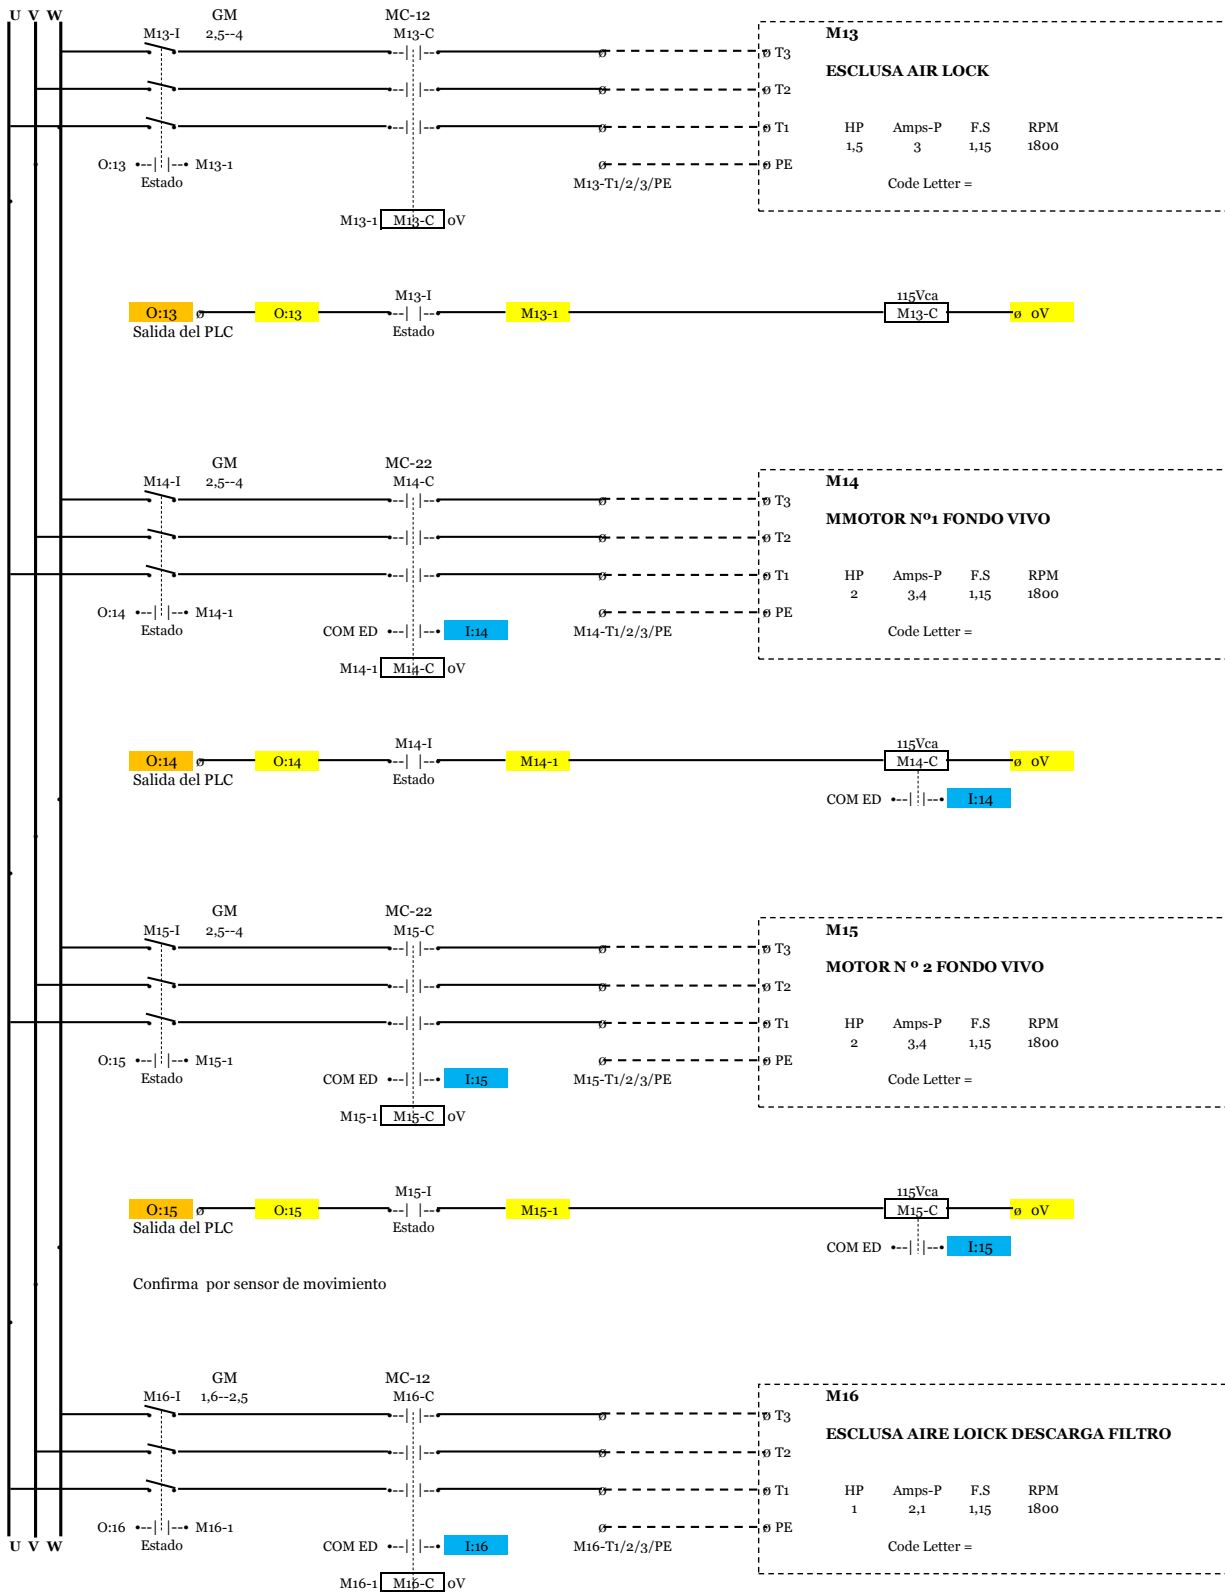 U V W
GM MC-12
M13-I 2,5--4 M13-C
M13
ø ø T3
ESCLUSA AIR LOCK
ø ø T2
ø ø T1 HP Amps-P F.S RPM
1,5 3 1,15 1800
O:13 M13-1 ø ø PE
Estado M13-T1/2/3/PE Code Letter =
M13-1 M13-C 0V
M13-I 115Vca
O:13 ø O:13 M13-1 M13-C ø 0V
Salida del PLC Estado
GM MC-22
M14-I 2,5--4 M14-C
M14
ø ø T3
MMOTOR Nº1 FONDO VIVO
ø ø T2
ø ø T1 HP Amps-P F.S RPM
2 3,4 1,15 1800
O:14 M14-1 ø ø PE
Estado COM ED I:14 M14-T1/2/3/PE Code Letter =
M14-1 M14-C 0V
M14-I 115Vca
O:14 ø O:14 M14-1 M14-C ø 0V
Salida del PLC Estado
COM ED I:14
GM MC-22
M15-I 2,5--4 M15-C
M15
ø ø T3
MOTOR N º 2 FONDO VIVO
ø ø T2
ø ø T1 HP Amps-P F.S RPM
2 3,4 1,15 1800
O:15 M15-1 ø ø PE
Estado COM ED I:15 M15-T1/2/3/PE Code Letter =
M15-1 M15-C 0V
M15-I 115Vca
O:15 ø O:15 M15-1 M15-C ø 0V
Salida del PLC Estado
COM ED I:15
Confirma por sensor de movimiento
GM MC-12
M16-I 1,6--2,5 M16-C
M16
ø ø T3
ESCLUSA AIRE LOICK DESCARGA FILTRO
ø ø T2
ø ø T1 HP Amps-P F.S RPM
1 2,1 1,15 1800
O:16 M16-1 ø ø PE
U V W Estado COM ED I:16 M16-T1/2/3/PE Code Letter =
M16-1 M16-C 0V